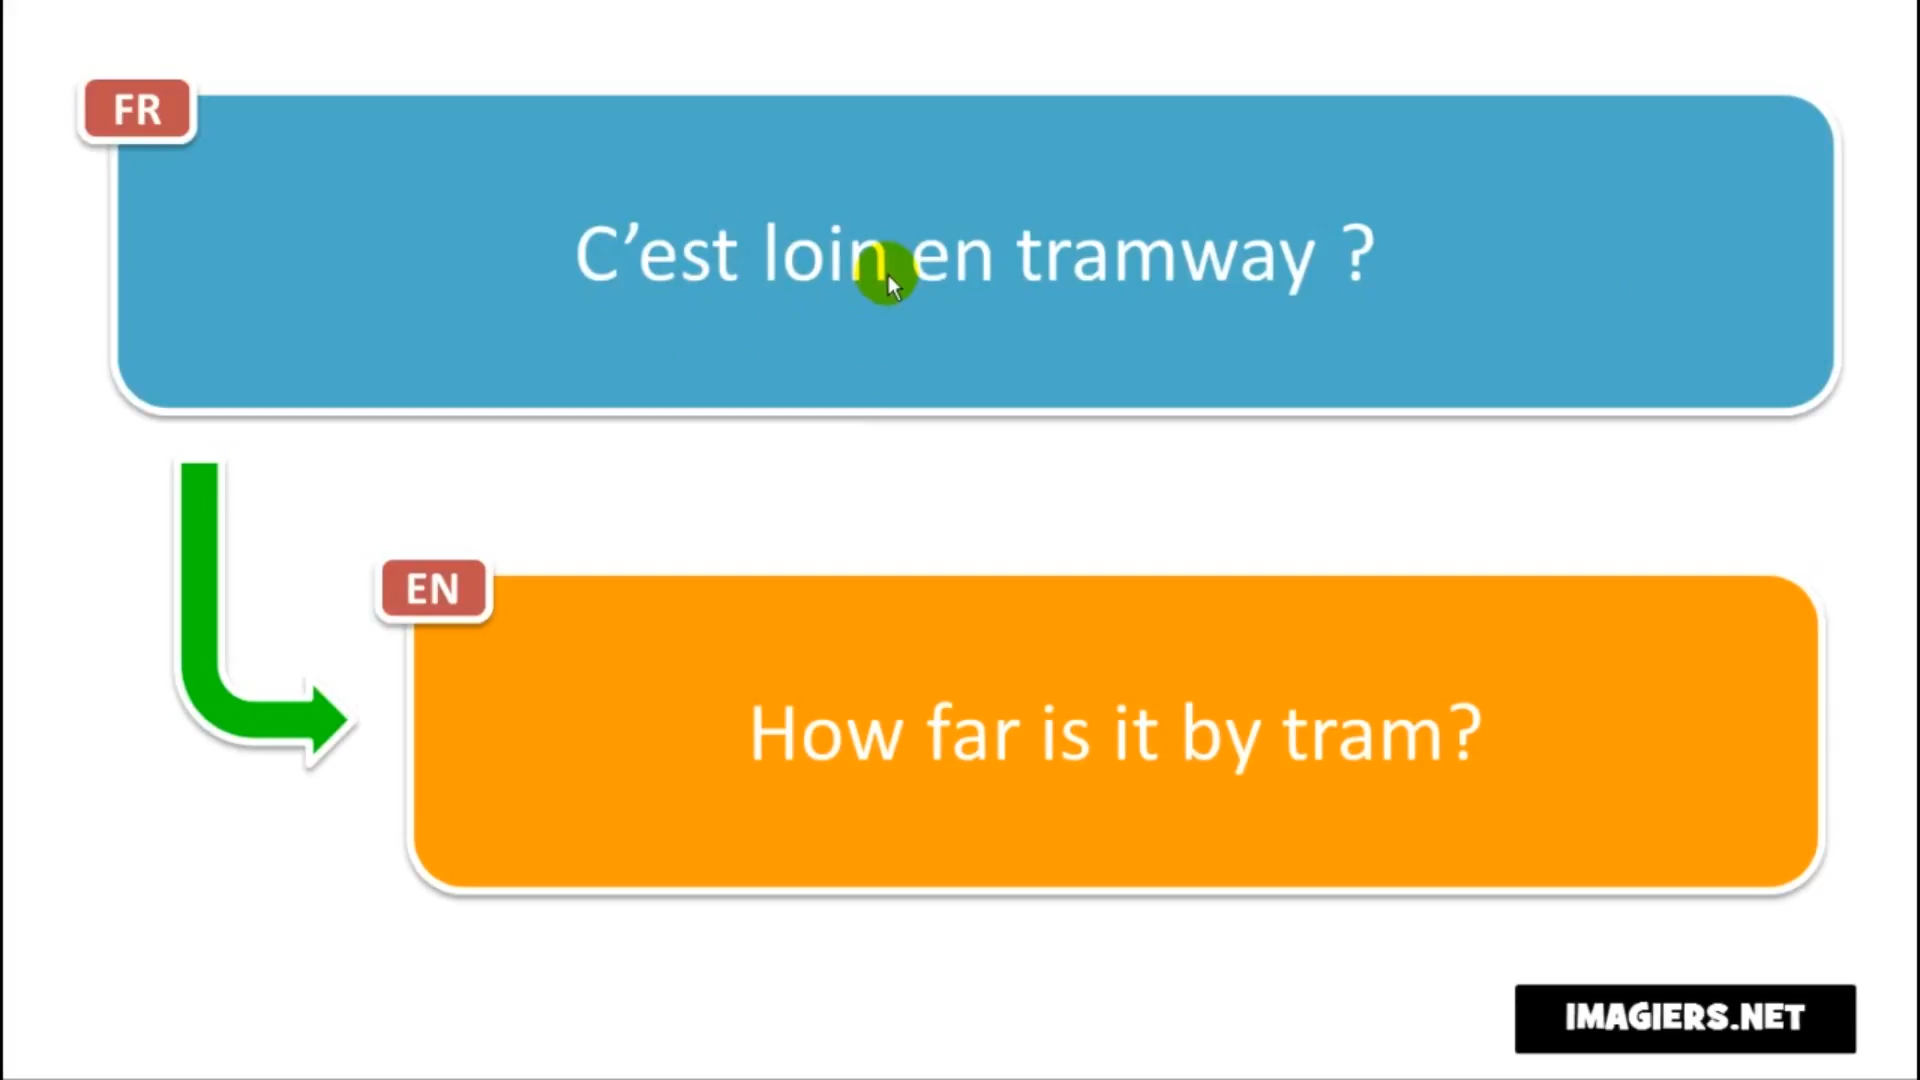 FR
C’est loin en tramway ?
EN
How far is it by tram?
IMAGIERS.NET